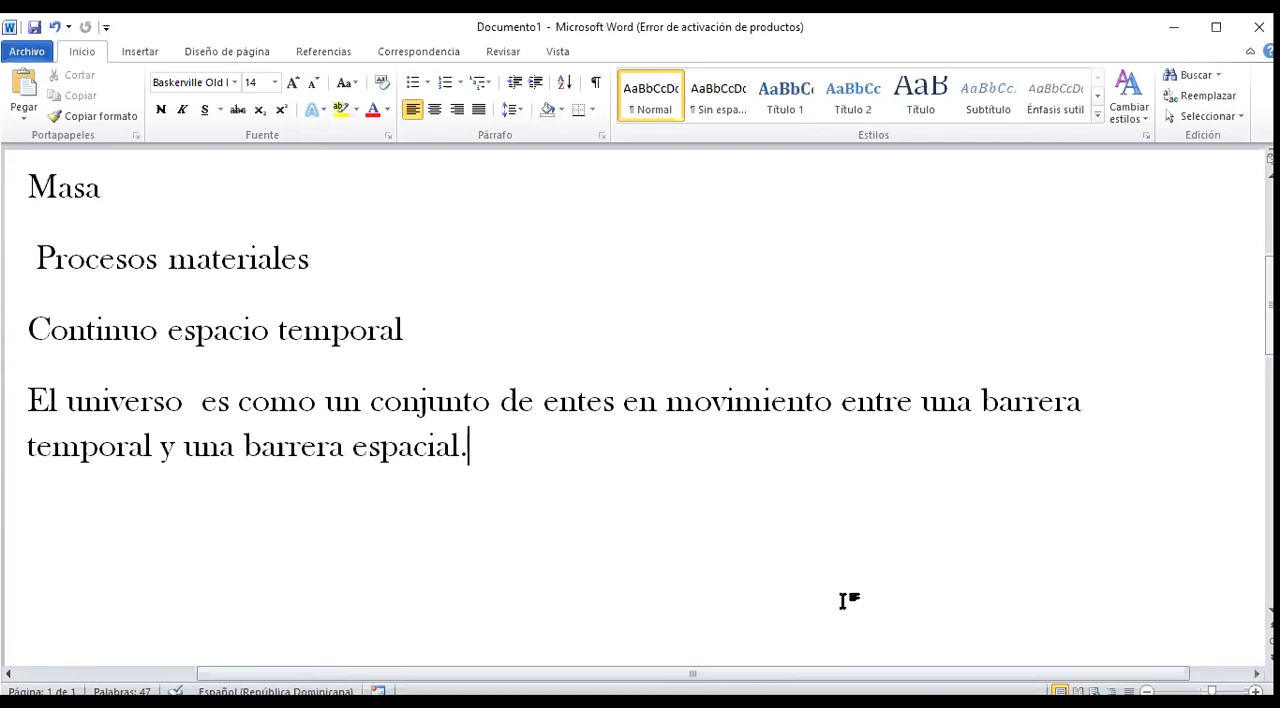 Documento1 - Microsoft Word (Error de activación de productos)
Archivo Inicio Insertar Diseño de página Referencias Correspondencia Revisar Vista
Pegar
Cortar
Copiar
Copiar formato
Portapapeles
Baskerville Old 14
Fuente
Párrafo
AaBbCcDc AaBbCcDc AaBbC AaBbCc AaB AaBbCc. AaBbCcDc
¶ Normal ¶ Sin espa... Título 1 Título 2 Título Subtítulo Énfasis sutil
Cambiar
estilos
Estilos
Buscar
Reemplazar
Seleccionar
Edición
Masa
Procesos materiales
Continuo espacio temporal
El universo es como un conjunto de entes en movimiento entre una barrera
temporal y una barrera espacial.
Página: 1 de 1 Palabras: 47 Español (República Dominicana)